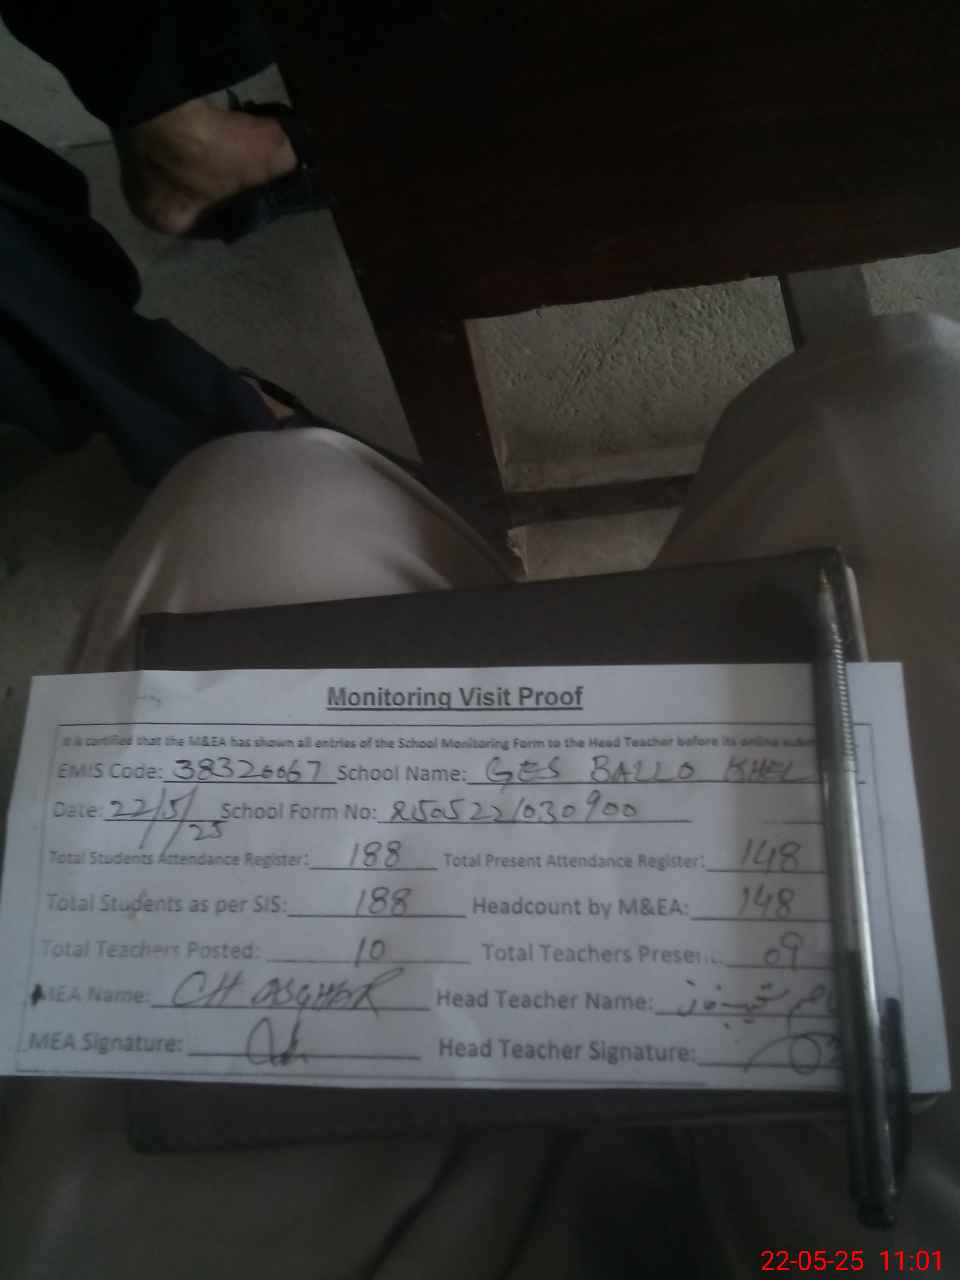 Monitoring Visit Proof
It is certified that the M&EA has shown all entries of the School Monitoring Form to the Head Teacher before its online
EMIS Code: 38326067 School Name: GES BALLO KHEL
Date: 22/5/25 School Form No: 250522/030900
Total Students Attendance Register: 188 Total Present Attendance Register: 148
Total Students as per SIS: 188 Headcount by M&EA: 148
Total Teachers Posted: 10 Total Teachers Present: 09
MEA Name: CH ASGHAR Head Teacher Name:
MEA Signature: Head Teacher Signature:
22-05-25 11:01